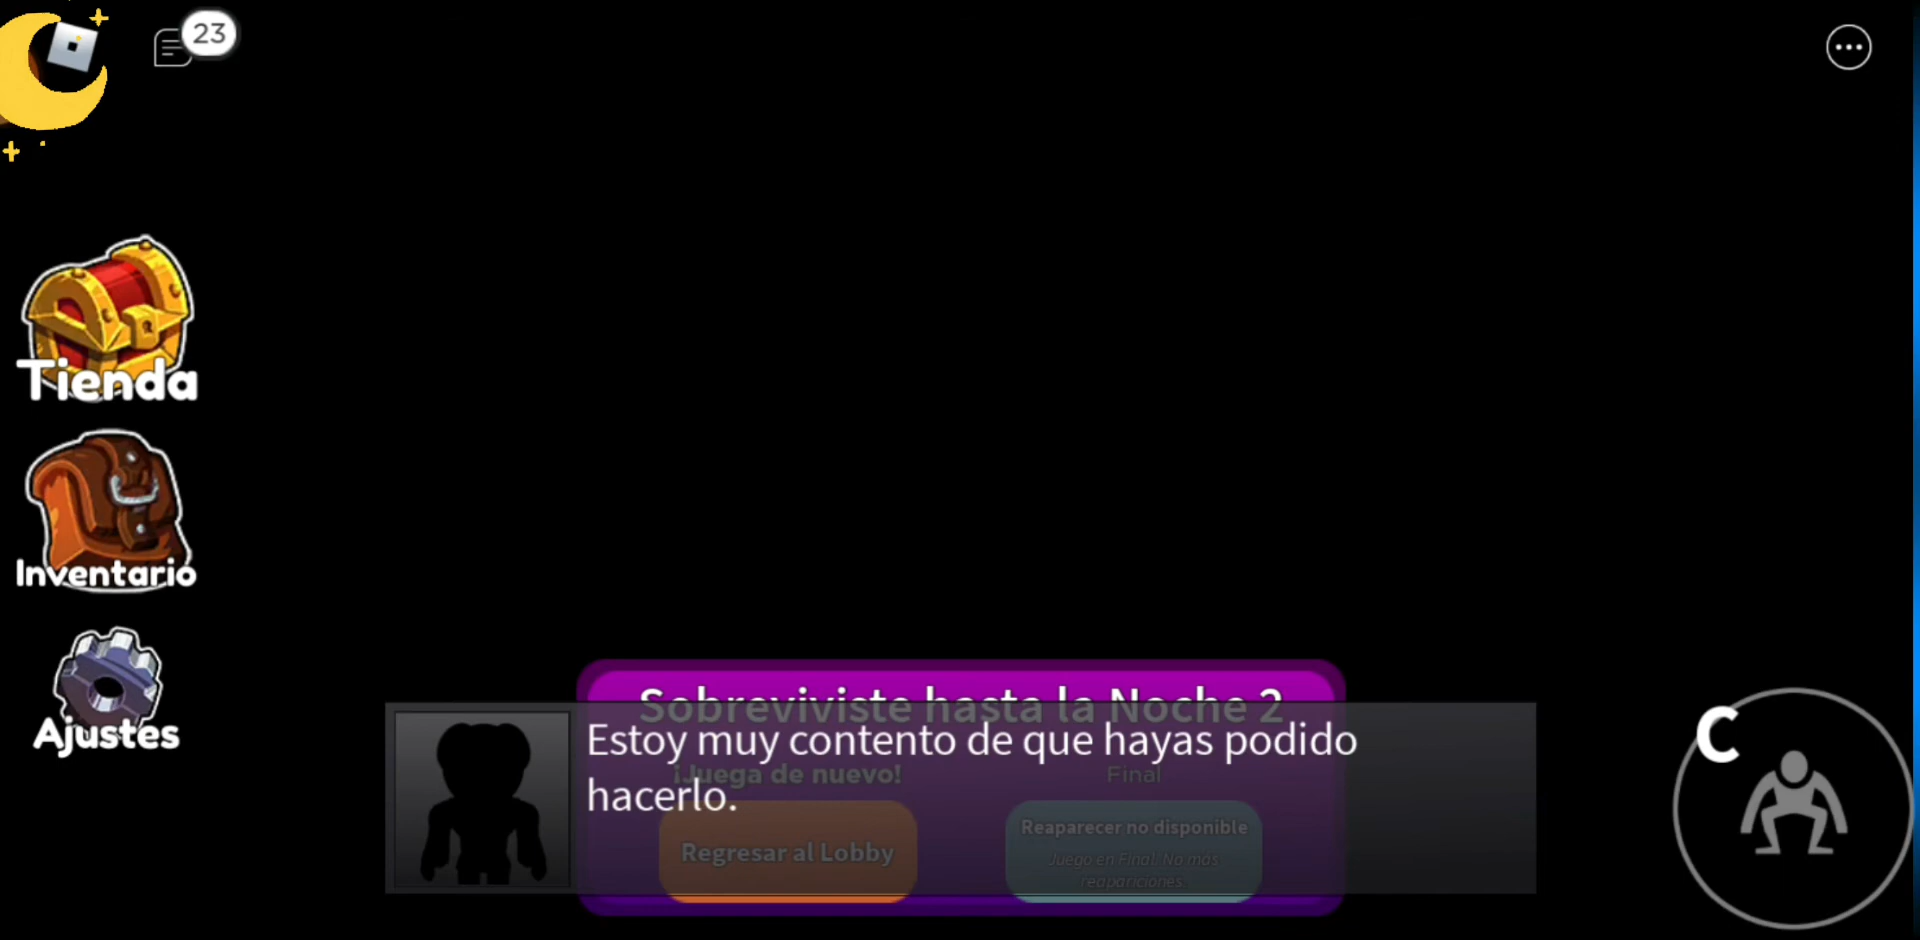 23
Tienda
Inventario
Ajustes
Sobreviviste hasta la Noche 2
Estoy muy contento de que hayas podido
hacerlo.
¡Juega de nuevo!
Final
Regresar al Lobby
Reaparecer no disponible
Juego en Final. No más
reapariciones.
C